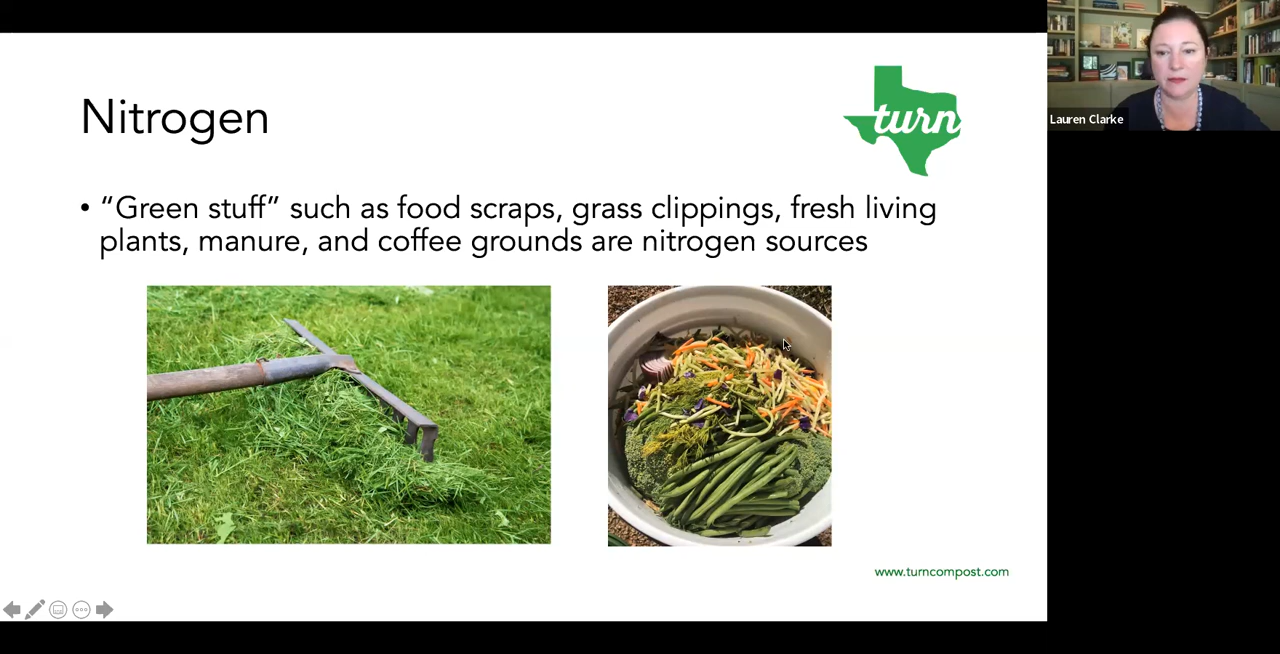 Nitrogen
turn
Lauren Clarke
• “Green stuff” such as food scraps, grass clippings, fresh living
plants, manure, and coffee grounds are nitrogen sources
www.turncompost.com